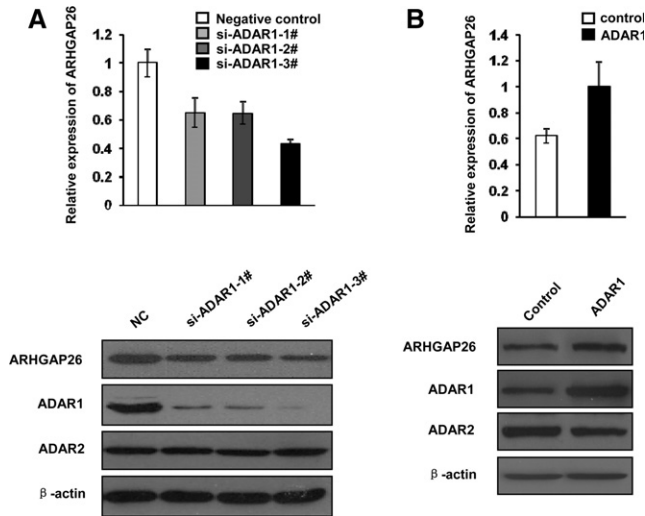 A
Negative control
si-ADAR1-1#
si-ADAR1-2#
si-ADAR1-3#
Relative expression of ARHGAP26
1.2
1
0.8
0.6
0.4
0.2
0
B
control
ADAR1
Relative expression of ARHGAP26
1.4
1.2
1
0.8
0.6
0.4
0.2
0
NC
si-ADAR1-1#
si-ADAR1-2#
si-ADAR1-3#
ARHGAP26
ADAR1
ADAR2
β-actin
Control
ADAR1
ARHGAP26
ADAR1
ADAR2
β-actin